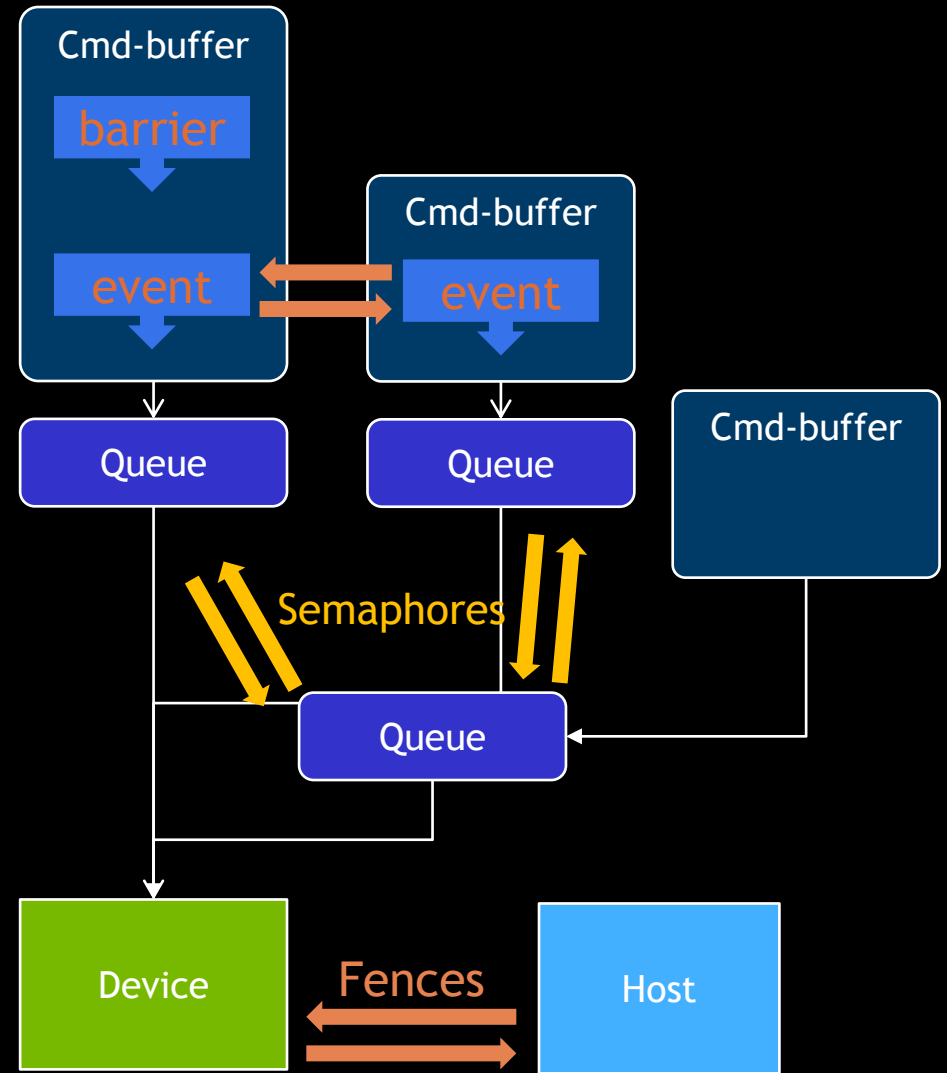 Cmd-buffer
barrier
event
Cmd-buffer
event
Queue
Queue
Cmd-buffer
Semaphores
Queue
Device
Fences
Host